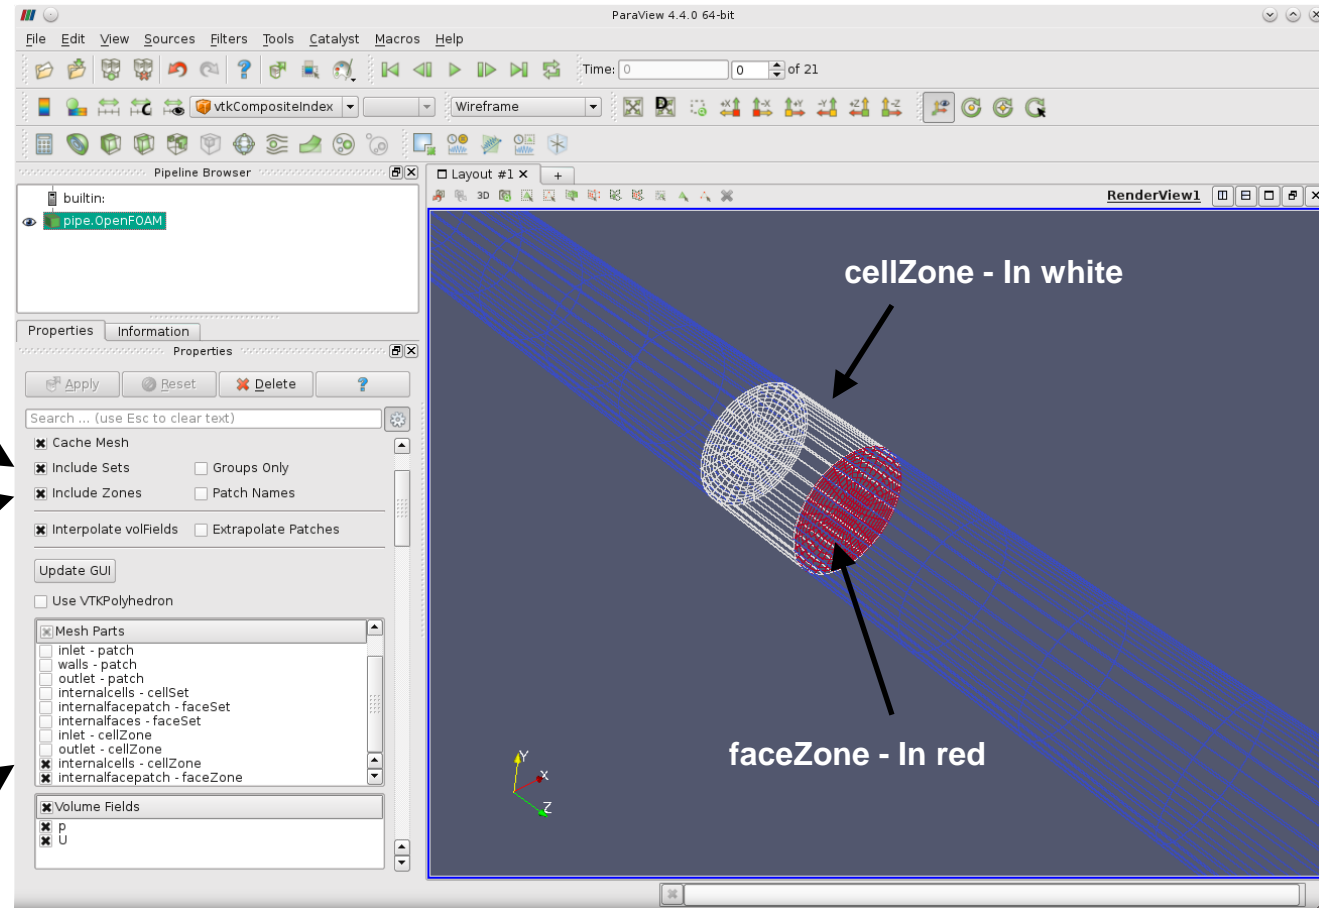 ParaView 4.4.0 64-bit
File Edit View Sources Filters Tools Catalyst Macros Help
Time: 0 0 of 21
vtkCompositeIndex Wireframe
Pipeline Browser
builtin:
pipe.OpenFOAM
Properties Information
Properties
Apply Reset Delete ?
Search ... (use Esc to clear text)
Cache Mesh
Include Sets Groups Only
Include Zones Patch Names
Interpolate volFields Extrapolate Patches
Update GUI
Use VTKPolyhedron
Mesh Parts
inlet - patch
walls - patch
outlet - patch
internalcells - cellSet
internalfacepatch - faceSet
internalfaces - faceSet
inlet - cellZone
outlet - cellZone
internalcells - cellZone
internalfacepatch - faceZone
Volume Fields
p
U
Layout #1 +
3D RenderView1
cellZone - In white
faceZone - In red
Y
X
Z